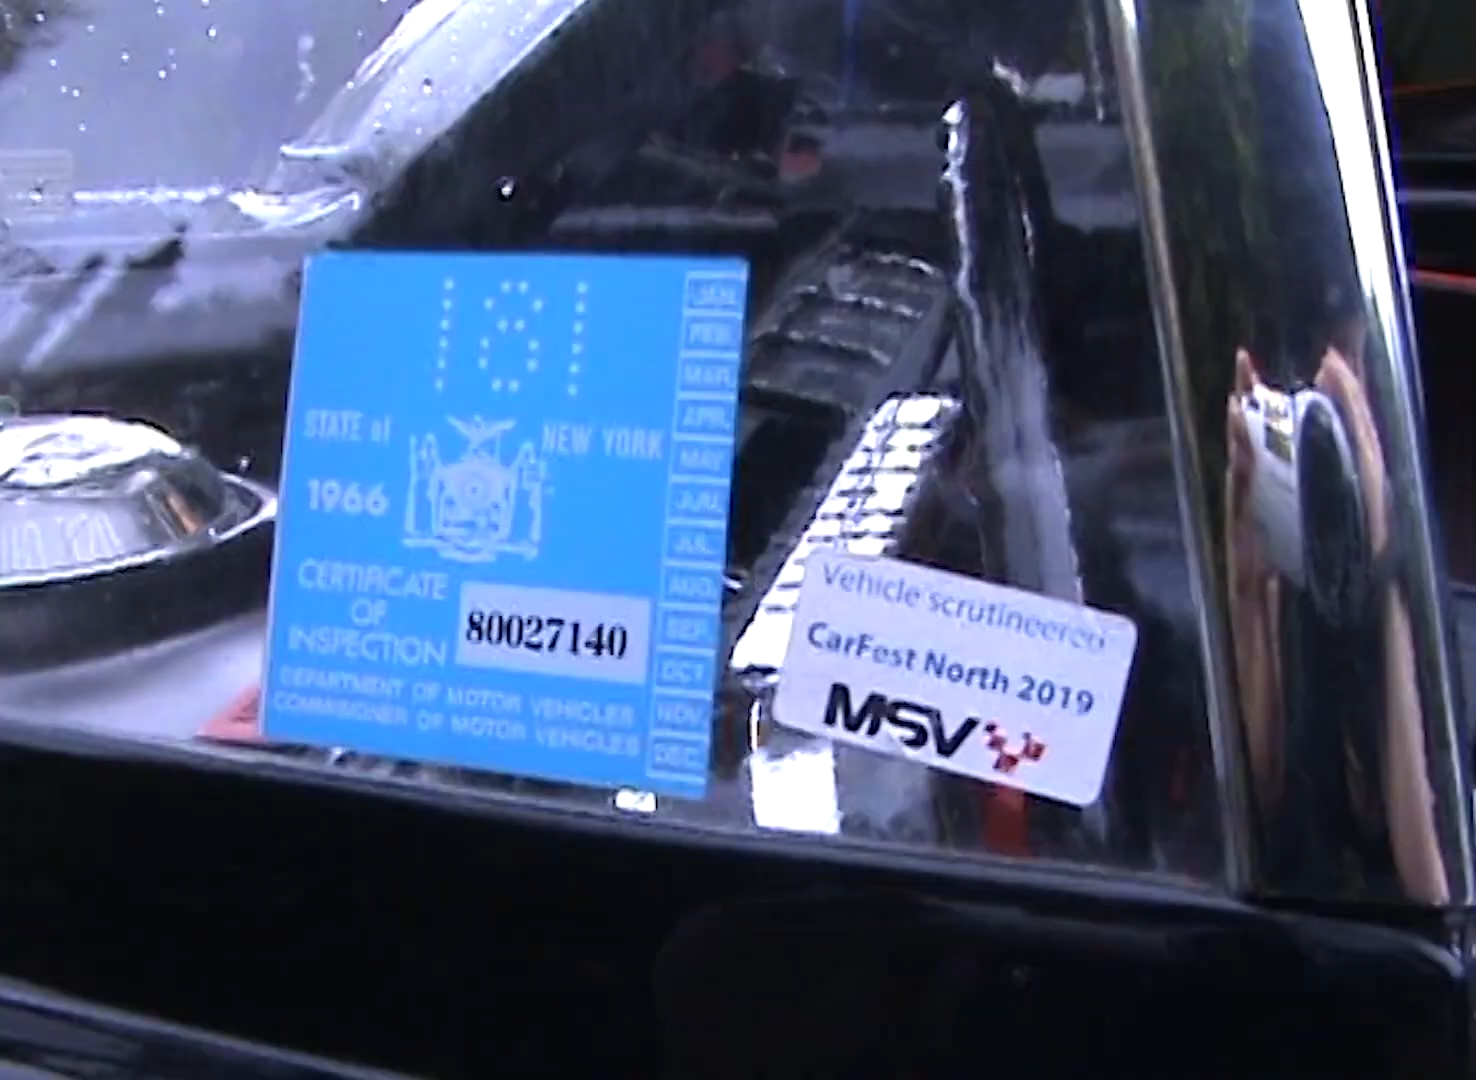 181
STATE of NEW YORK
1966
CERTIFICATE
OF
INSPECTION
80027140
DEPARTMENT OF MOTOR VEHICLES
COMMISSIONER OF MOTOR VEHICLES
JAN.
FEB.
MAR.
APR.
MAY
JUN.
JUL.
AUG.
SEP.
OCT.
NOV.
DEC.
Vehicle scrutineered
CarFest North 2019
MSV